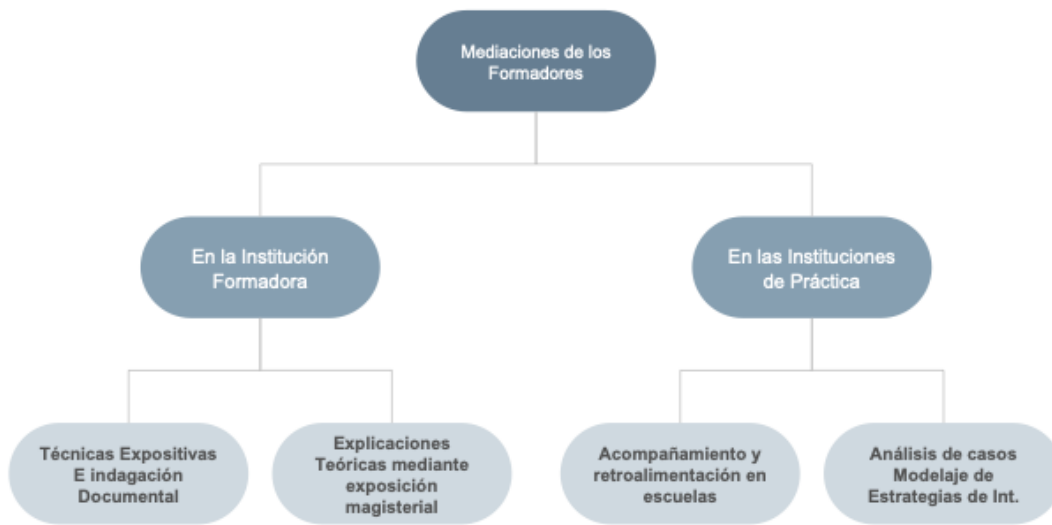 Mediaciones de los
Formadores
En la Institución
Formadora
En las Instituciones
de Práctica
Técnicas Expositivas
E indagación
Documental
Explicaciones
Teóricas mediante
exposición
magisterial
Acompañamiento y
retroalimentación en
escuelas
Análisis de casos
Modelaje de
Estrategias de Int.